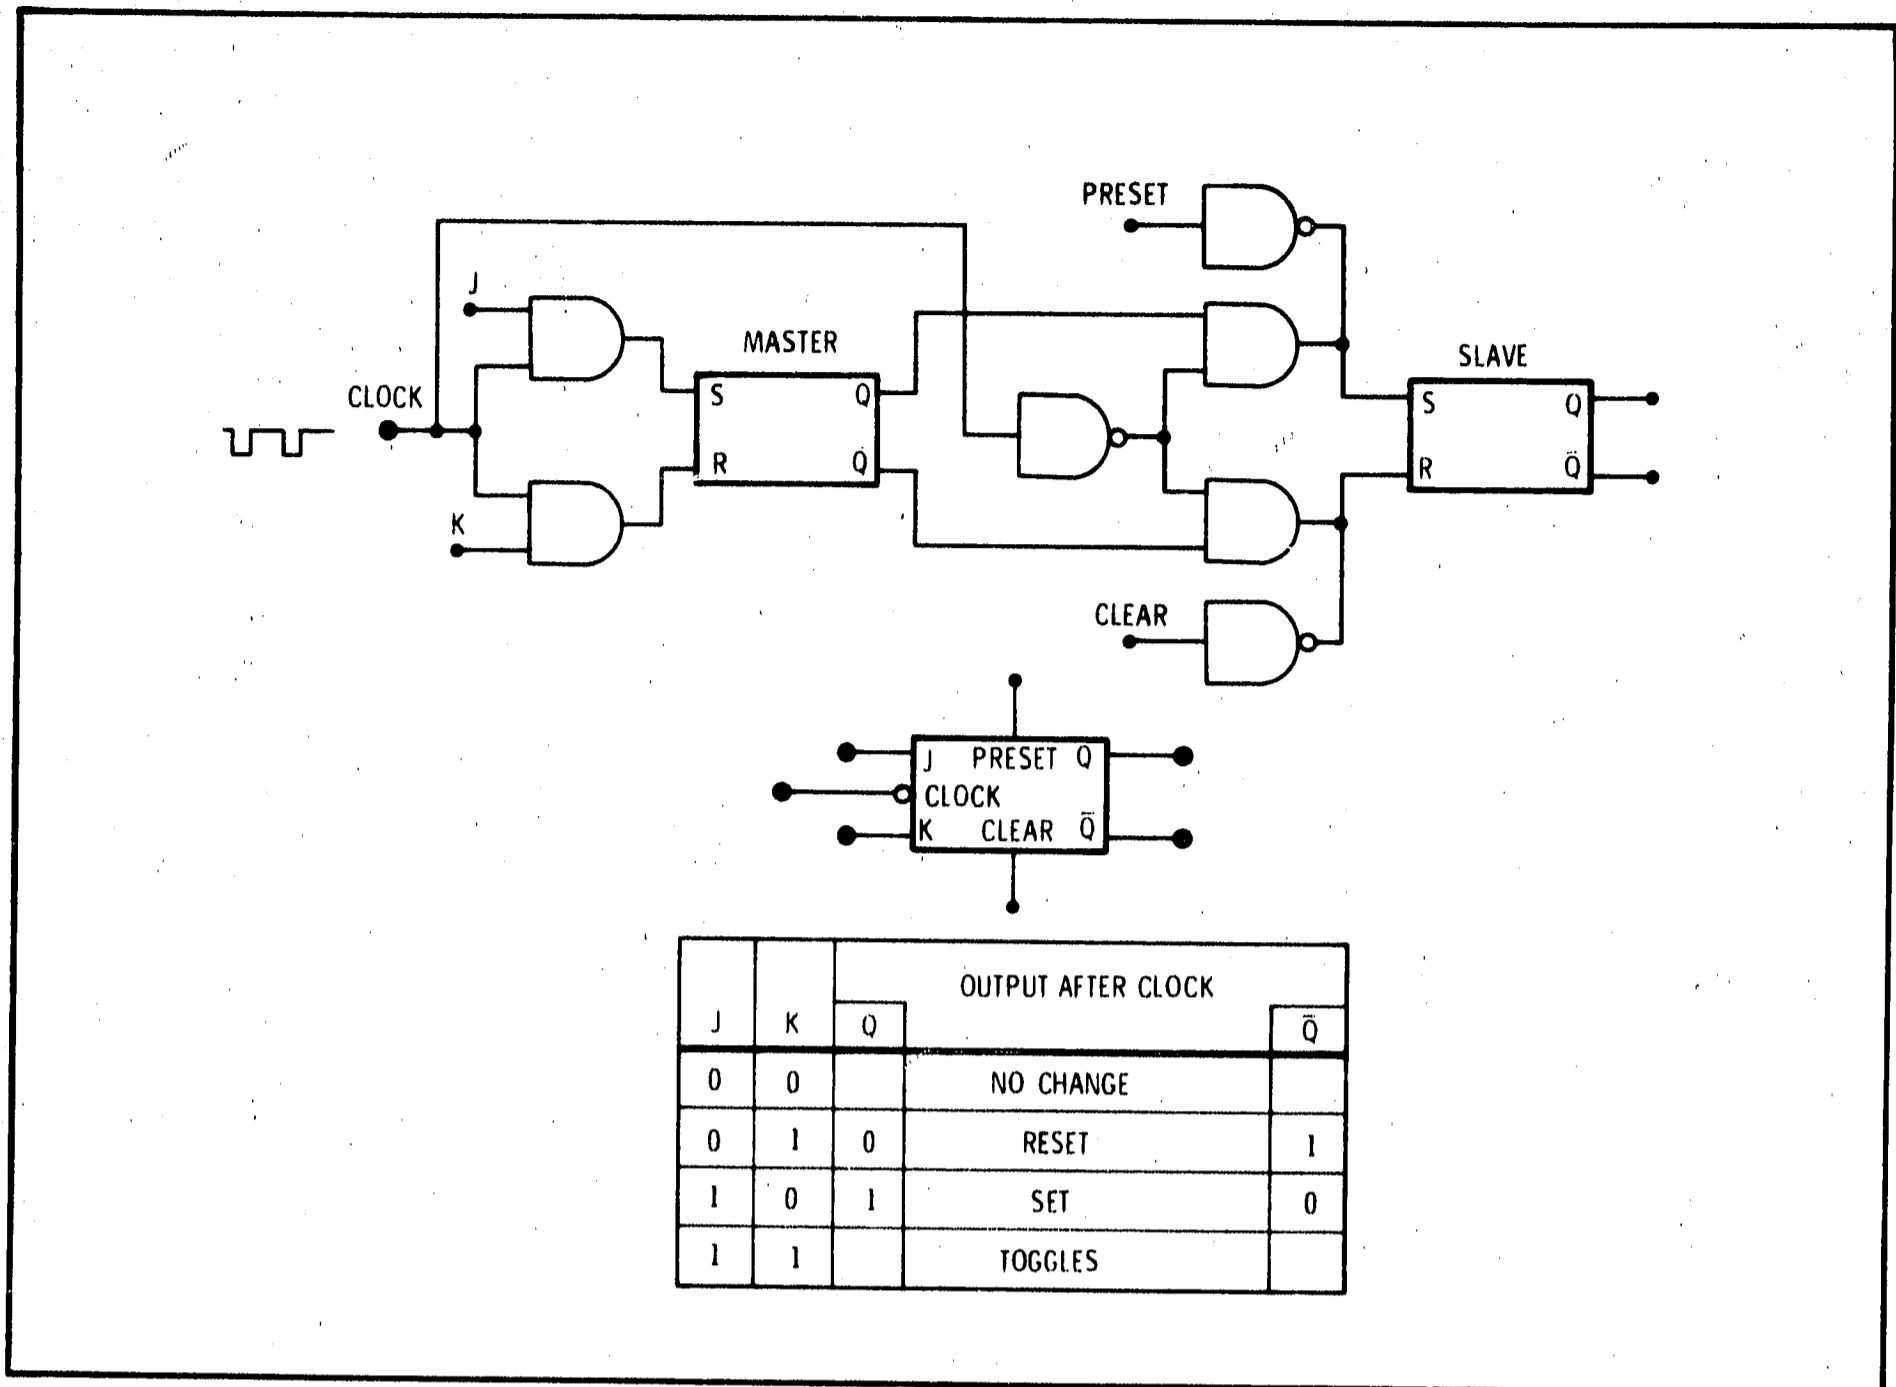 PRESET
J
MASTER
SLAVE
CLOCK
S Q
S Q
R Q
R Q̄
K
CLEAR
J PRESET Q
CLOCK
K CLEAR Q̄
OUTPUT AFTER CLOCK
J K Q Q̄
0 0 NO CHANGE
0 1 0 RESET 1
1 0 1 SET 0
1 1 TOGGLES